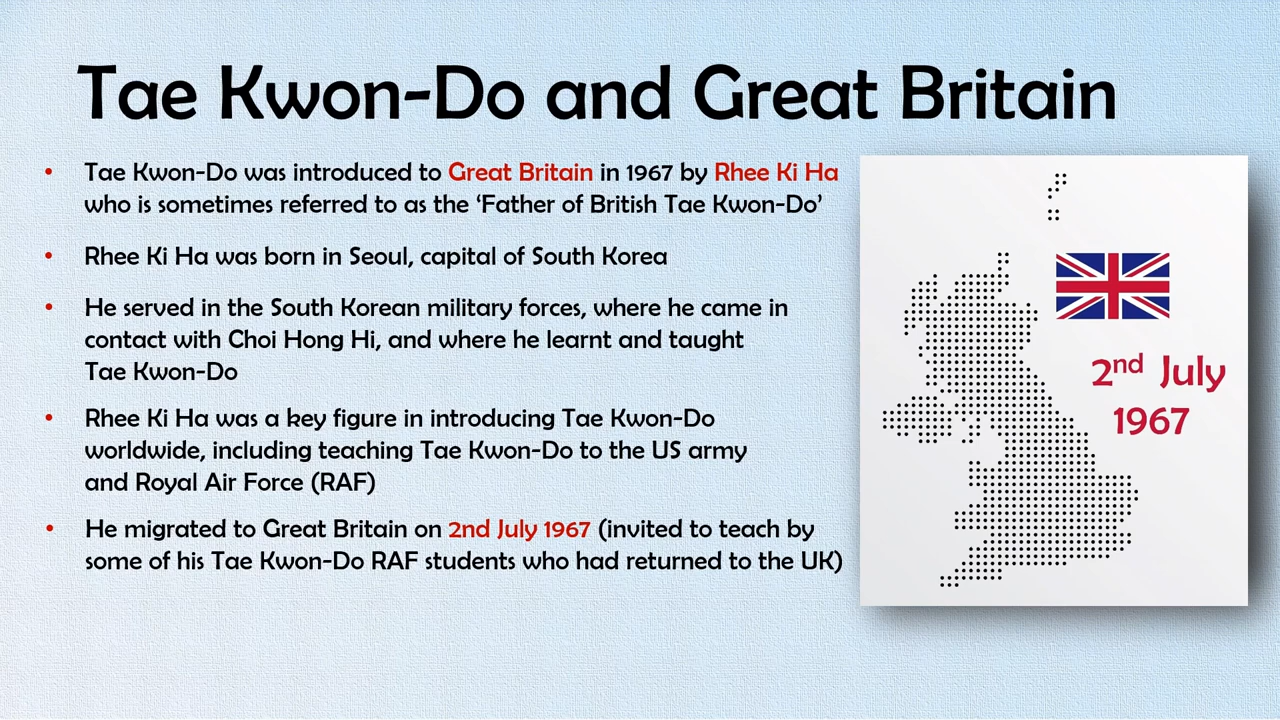 Tae Kwon-Do and Great Britain
• Tae Kwon-Do was introduced to Great Britain in 1967 by Rhee Ki Ha
who is sometimes referred to as the ‘Father of British Tae Kwon-Do’
• Rhee Ki Ha was born in Seoul, capital of South Korea
• He served in the South Korean military forces, where he came in
contact with Choi Hong Hi, and where he learnt and taught
Tae Kwon-Do
• Rhee Ki Ha was a key figure in introducing Tae Kwon-Do
worldwide, including teaching Tae Kwon-Do to the US army
and Royal Air Force (RAF)
• He migrated to Great Britain on 2nd July 1967 (invited to teach by
some of his Tae Kwon-Do RAF students who had returned to the UK)
2nd July
1967